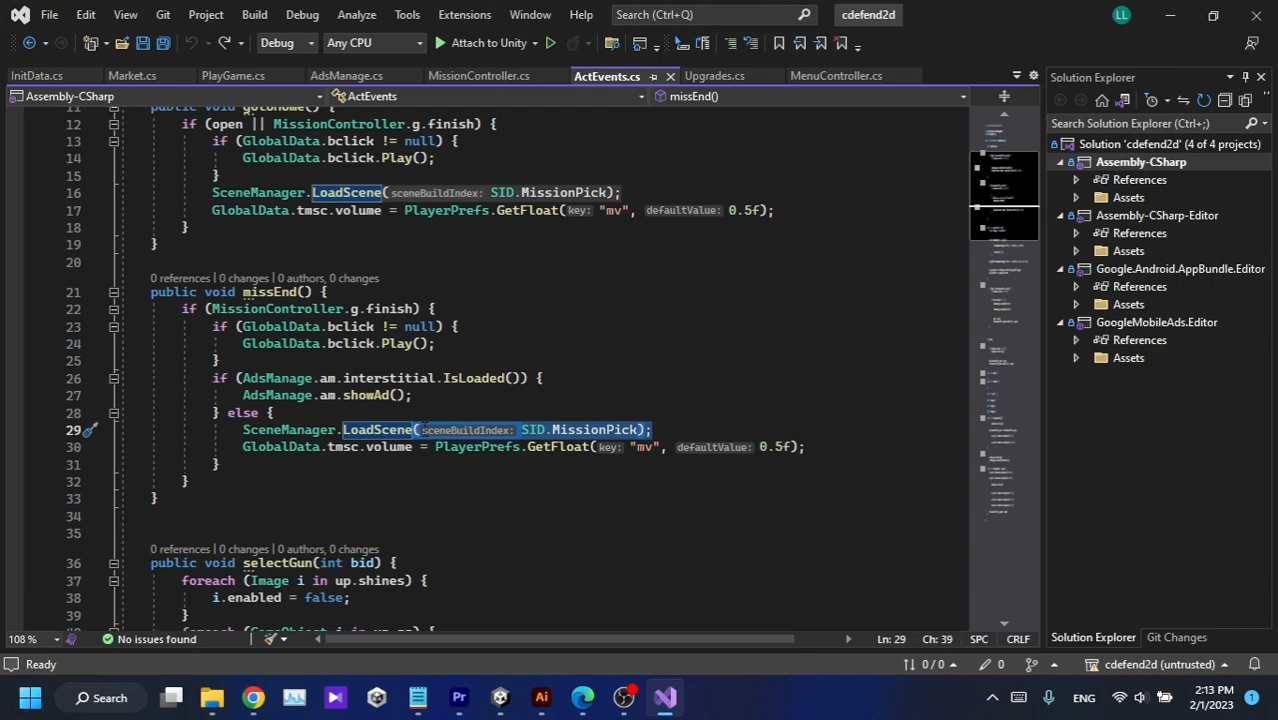 File Edit View Git Project Build Debug Test Analyze Tools Extensions Window Help Search (Ctrl+Q) cdefend2d LL
Debug Any CPU Attach to Unity
InitData.cs Market.cs PlayGame.cs AdsManage.cs MissionController.cs ActEvents.cs Upgrades.cs MenuController.cs
Assembly-CSharp ActEvents missEnd()
11 public void gotoHome() {
12 if (open || MissionController.g.finish) {
13 if (GlobalData.bclick != null) {
14 GlobalData.bclick.Play();
15 }
16 SceneManager.LoadScene(sceneBuildIndex: SID.MissionPick);
17 GlobalData.tmsc.volume = PlayerPrefs.GetFloat(key: "mv", defaultValue: 0.5f);
18 }
19 }
20
0 references | 0 changes | 0 authors, 0 changes
21 public void missEnd() {
22 if (MissionController.g.finish) {
23 if (GlobalData.bclick != null) {
24 GlobalData.bclick.Play();
25 }
26 if (AdsManage.am.interstitial.IsLoaded()) {
27 AdsManage.am.showAd();
28 } else {
29 SceneManager.LoadScene(sceneBuildIndex: SID.MissionPick);
30 GlobalData.tmsc.volume = PlayerPrefs.GetFloat(key: "mv", defaultValue: 0.5f);
31 }
32 }
33 }
34
35
0 references | 0 changes | 0 authors, 0 changes
36 public void selectGun(int bid) {
37 foreach (Image i in up.shines) {
38 i.enabled = false;
39 }
108 % No issues found Ln: 29 Ch: 39 SPC CRLF
Solution Explorer
Search Solution Explorer (Ctrl+;)
Solution 'cdefend2d' (4 of 4 projects)
Assembly-CSharp
References
Assets
Assembly-CSharp-Editor
References
Assets
Google.Android.AppBundle.Editor
References
Assets
GoogleMobileAds.Editor
References
Assets
Solution Explorer Git Changes
Ready 0 / 0 0 cdefend2d (untrusted)
Search ENG 2:13 PM
2/1/2023 1